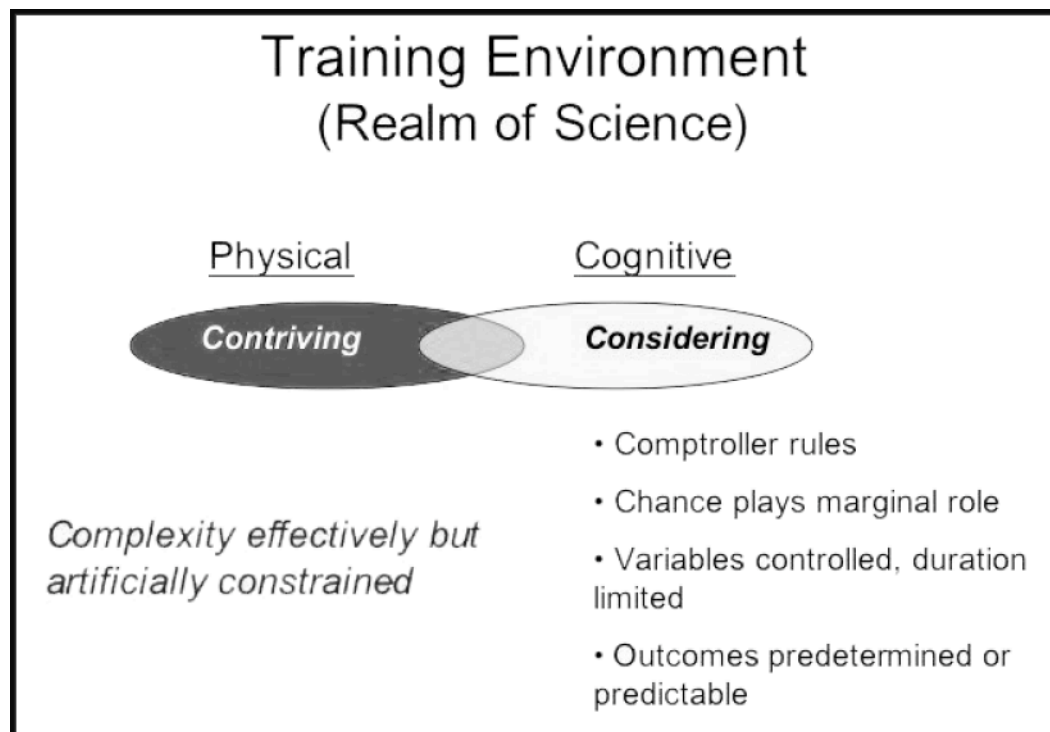 Training Environment
(Realm of Science)
Physical
Cognitive
Contriving
Considering
Complexity effectively but
artificially constrained
• Comptroller rules
• Chance plays marginal role
• Variables controlled, duration
limited
• Outcomes predetermined or
predictable